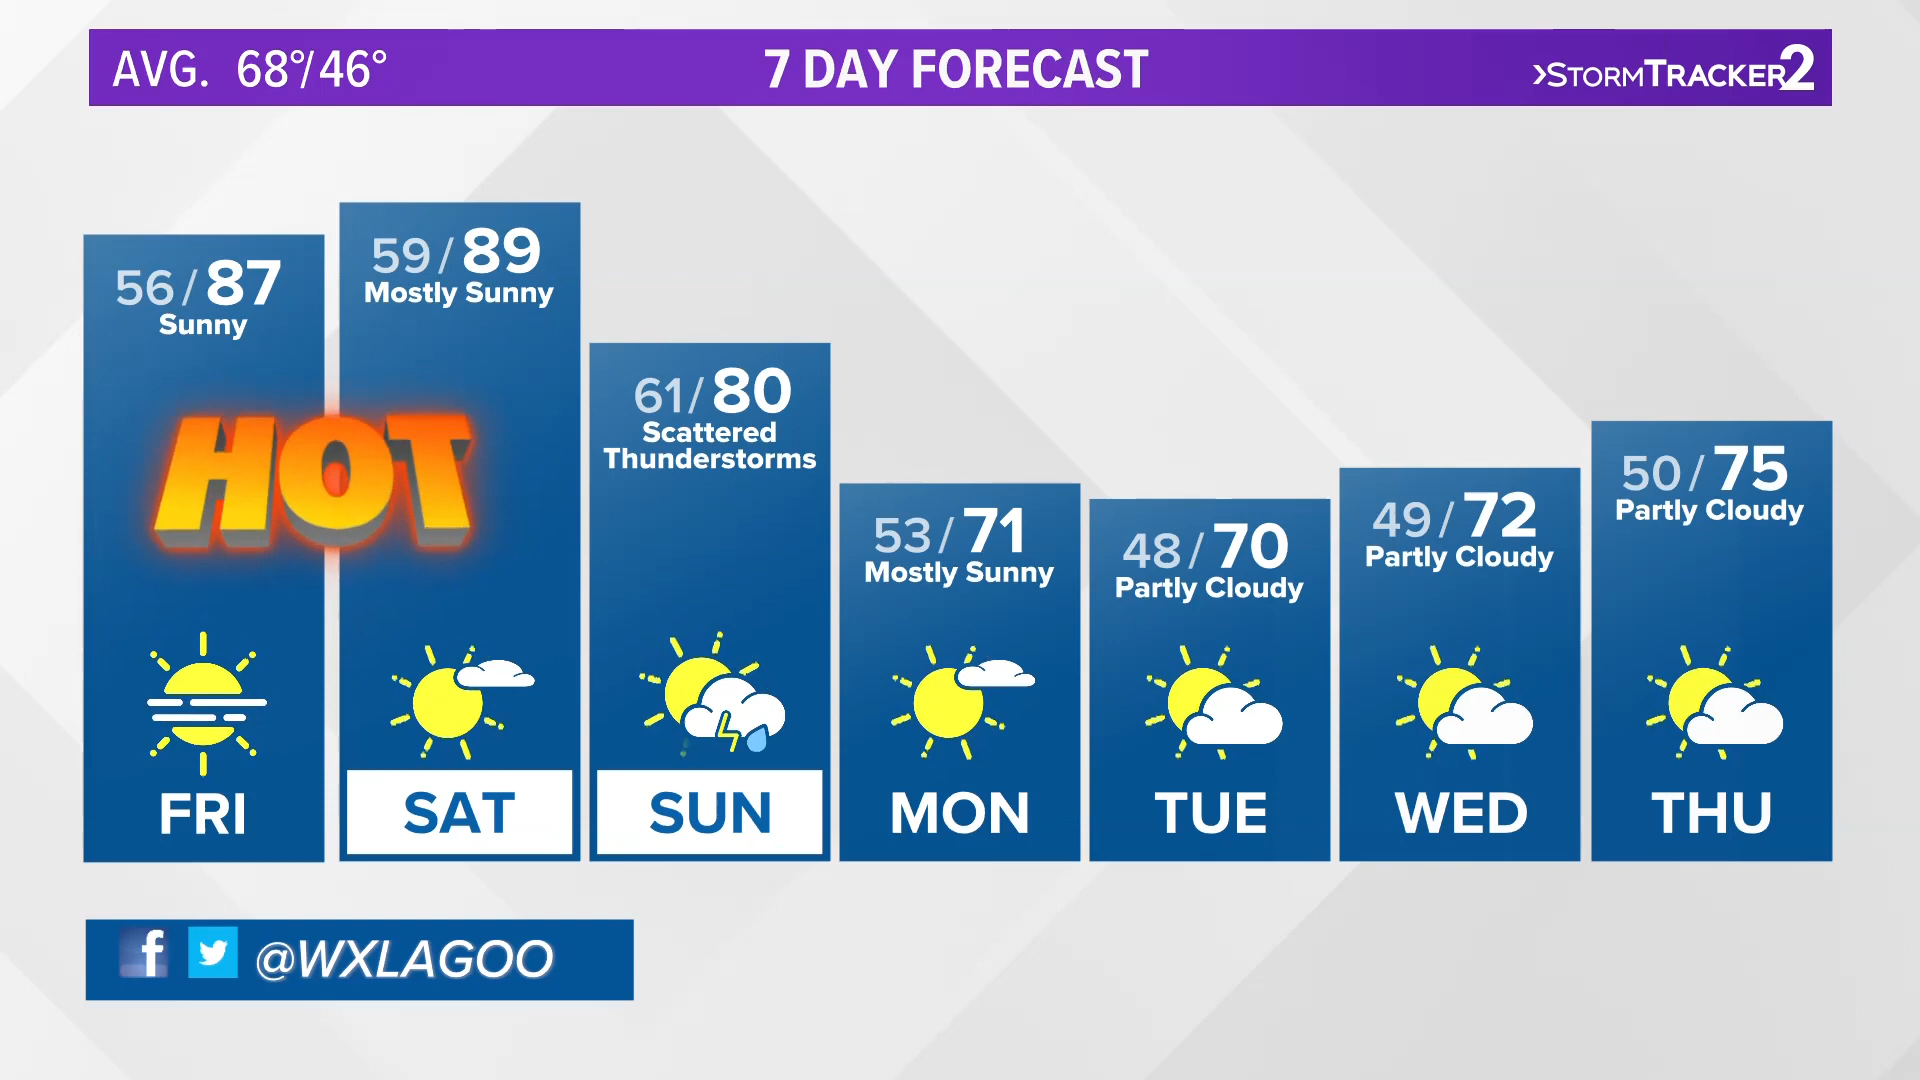 AVG. 68°/46°
7 DAY FORECAST
›STORMTRACKER2
56/87
Sunny
59/89
Mostly Sunny
61/80
Scattered
Thunderstorms
53/71
Mostly Sunny
48/70
Partly Cloudy
49/72
Partly Cloudy
50/75
Partly Cloudy
HOT
FRI
SAT
SUN
MON
TUE
WED
THU
f
@WXLAGOO